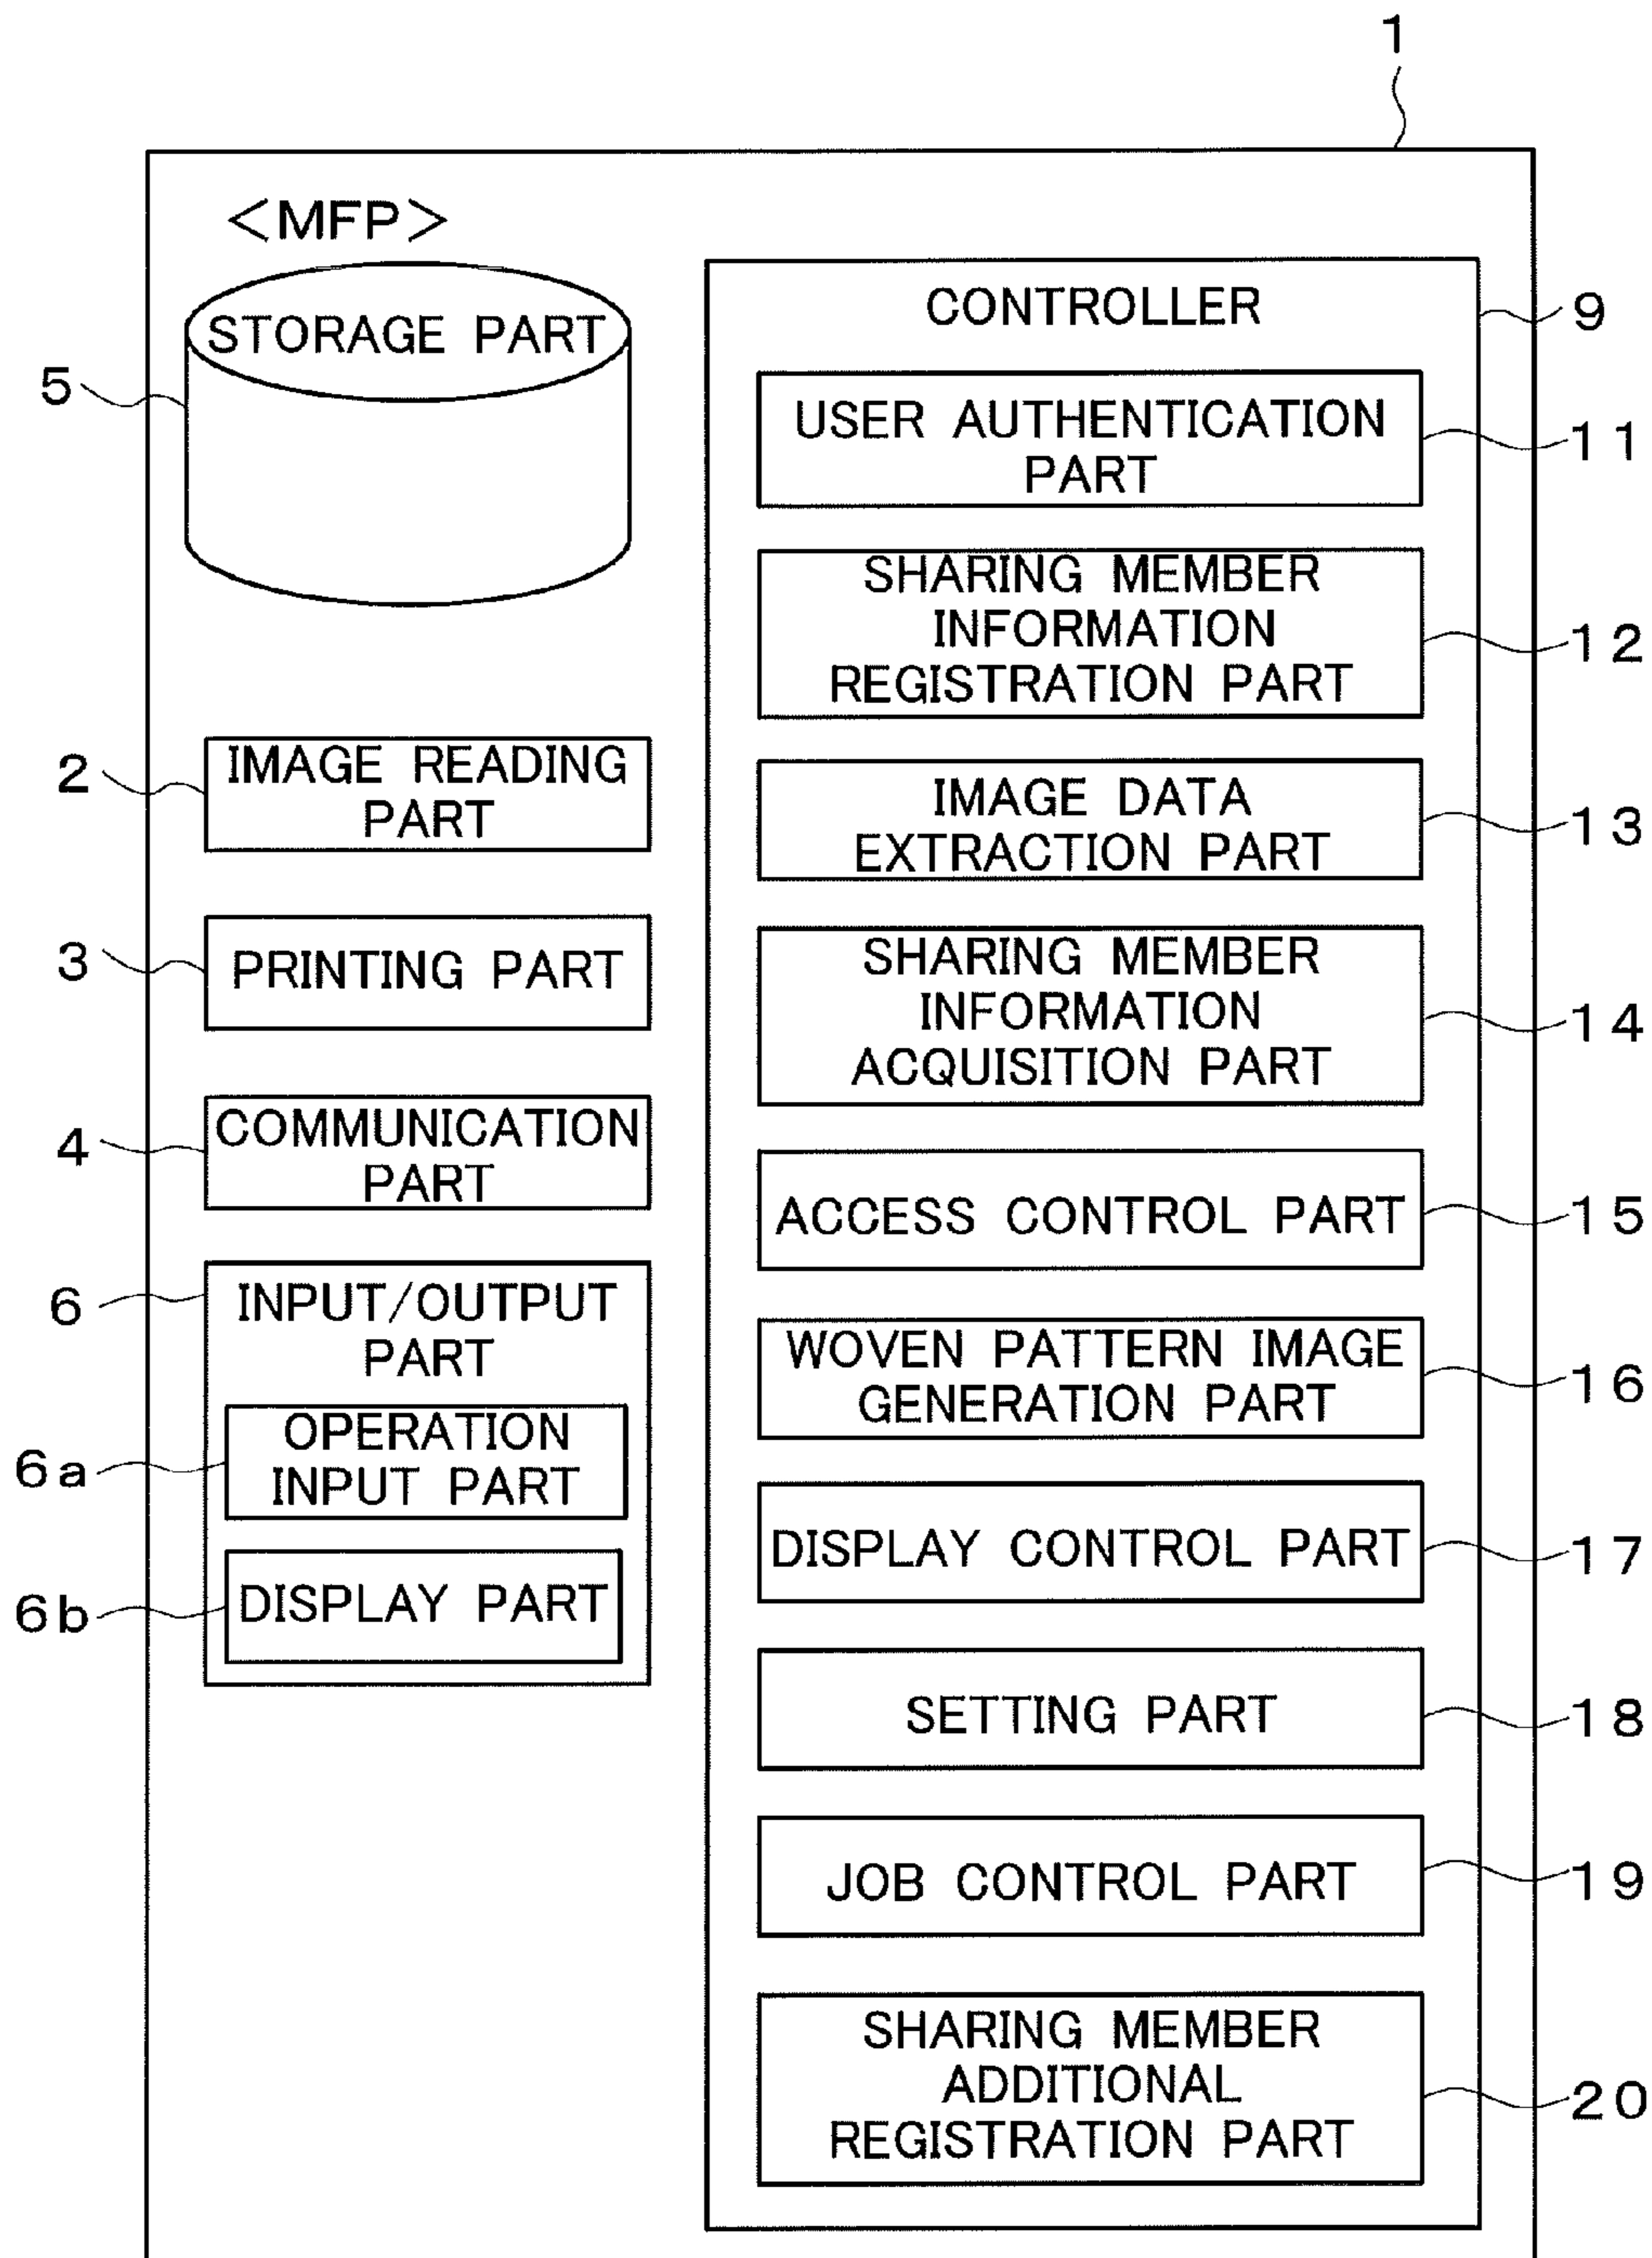 1
<MFP>
STORAGE PART
5
IMAGE READING
PART
2
PRINTING PART
3
COMMUNICATION
PART
4
INPUT/OUTPUT
PART
6
OPERATION
INPUT PART
6a
DISPLAY PART
6b
CONTROLLER
9
USER AUTHENTICATION
PART
11
SHARING MEMBER
INFORMATION
REGISTRATION PART
12
IMAGE DATA
EXTRACTION PART
13
SHARING MEMBER
INFORMATION
ACQUISITION PART
14
ACCESS CONTROL PART
15
WOVEN PATTERN IMAGE
GENERATION PART
16
DISPLAY CONTROL PART
17
SETTING PART
18
JOB CONTROL PART
19
SHARING MEMBER
ADDITIONAL
REGISTRATION PART
20